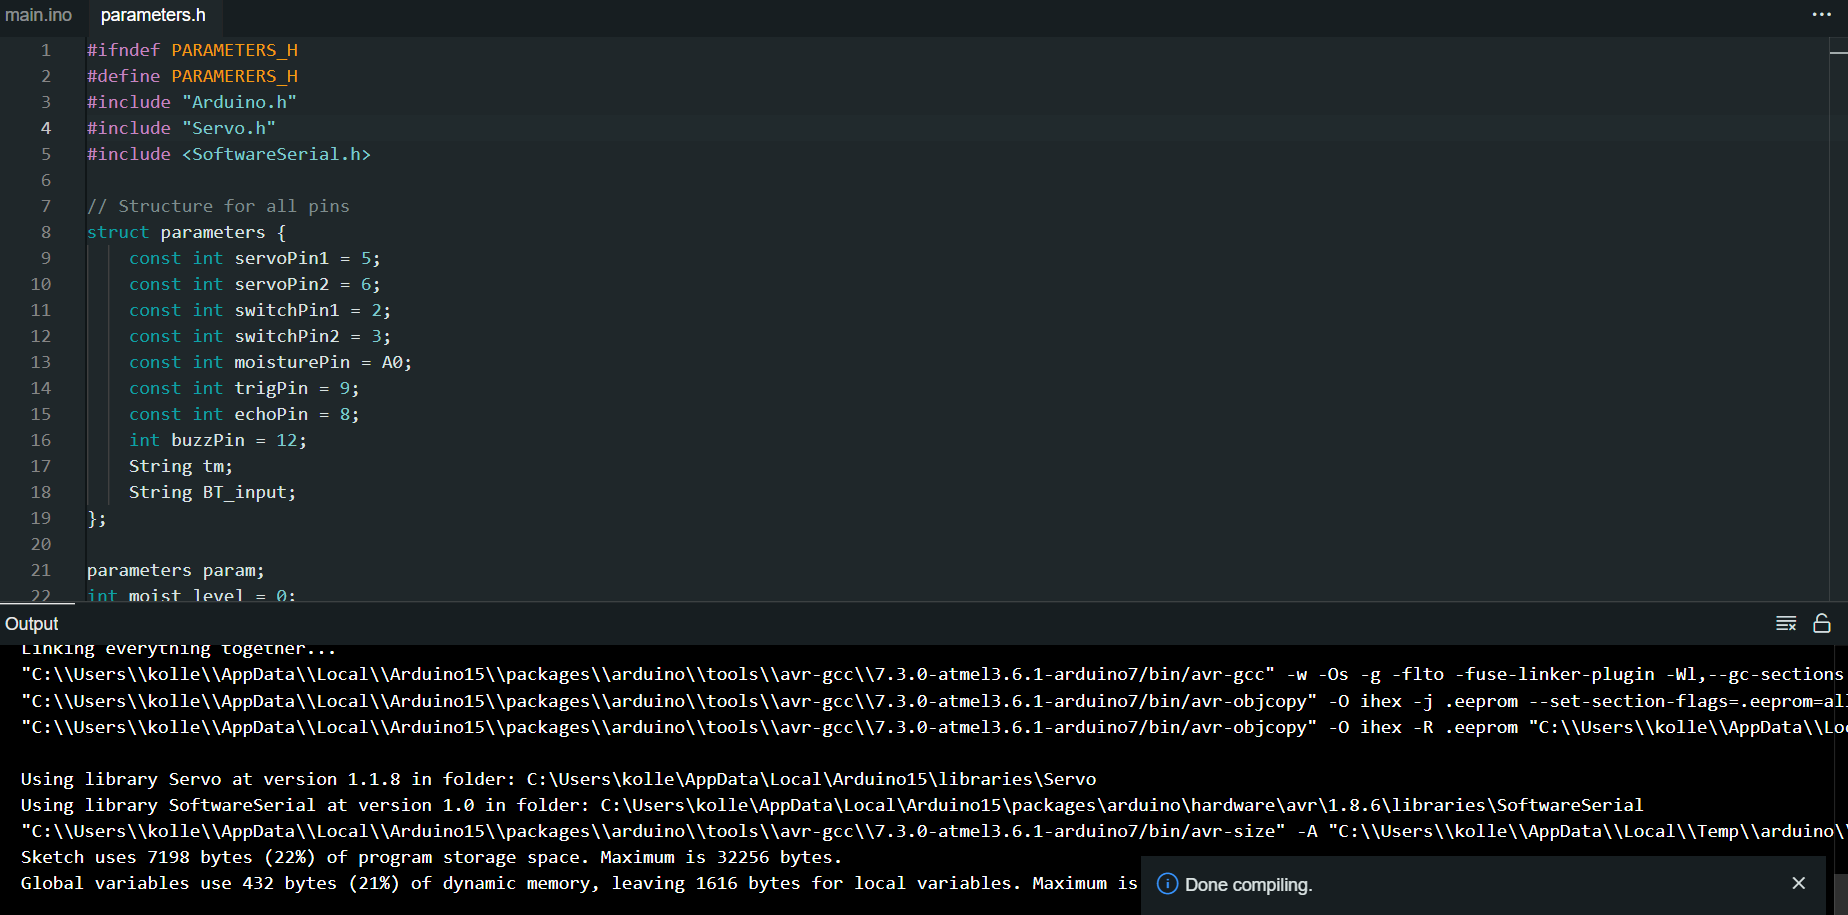 main.ino parameters.h
1 #ifndef PARAMETERS_H
2 #define PARAMERERS_H
3 #include "Arduino.h"
4 #include "Servo.h"
5 #include <SoftwareSerial.h>
6
7 // Structure for all pins
8 struct parameters {
9 const int servoPin1 = 5;
10 const int servoPin2 = 6;
11 const int switchPin1 = 2;
12 const int switchPin2 = 3;
13 const int moisturePin = A0;
14 const int trigPin = 9;
15 const int echoPin = 8;
16 int buzzPin = 12;
17 String tm;
18 String BT_input;
19 };
20
21 parameters param;
22 int moist_level = 0;
Output
Linking everything together...
"C:\\Users\\kolle\\AppData\\Local\\Arduino15\\packages\\arduino\\tools\\avr-gcc\\7.3.0-atmel3.6.1-arduino7/bin/avr-gcc" -w -Os -g -flto -fuse-linker-plugin -Wl,--gc-sections
"C:\\Users\\kolle\\AppData\\Local\\Arduino15\\packages\\arduino\\tools\\avr-gcc\\7.3.0-atmel3.6.1-arduino7/bin/avr-objcopy" -O ihex -j .eeprom --set-section-flags=.eeprom=al
"C:\\Users\\kolle\\AppData\\Local\\Arduino15\\packages\\arduino\\tools\\avr-gcc\\7.3.0-atmel3.6.1-arduino7/bin/avr-objcopy" -O ihex -R .eeprom "C:\\Users\\kolle\\AppData\\Lo
Using library Servo at version 1.1.8 in folder: C:\Users\kolle\AppData\Local\Arduino15\libraries\Servo
Using library SoftwareSerial at version 1.0 in folder: C:\Users\kolle\AppData\Local\Arduino15\packages\arduino\hardware\avr\1.8.6\libraries\SoftwareSerial
"C:\\Users\\kolle\\AppData\\Local\\Arduino15\\packages\\arduino\\tools\\avr-gcc\\7.3.0-atmel3.6.1-arduino7/bin/avr-size" -A "C:\\Users\\kolle\\AppData\\Local\\Temp\\arduino\
Sketch uses 7198 bytes (22%) of program storage space. Maximum is 32256 bytes.
Global variables use 432 bytes (21%) of dynamic memory, leaving 1616 bytes for local variables. Maximum is
Done compiling.